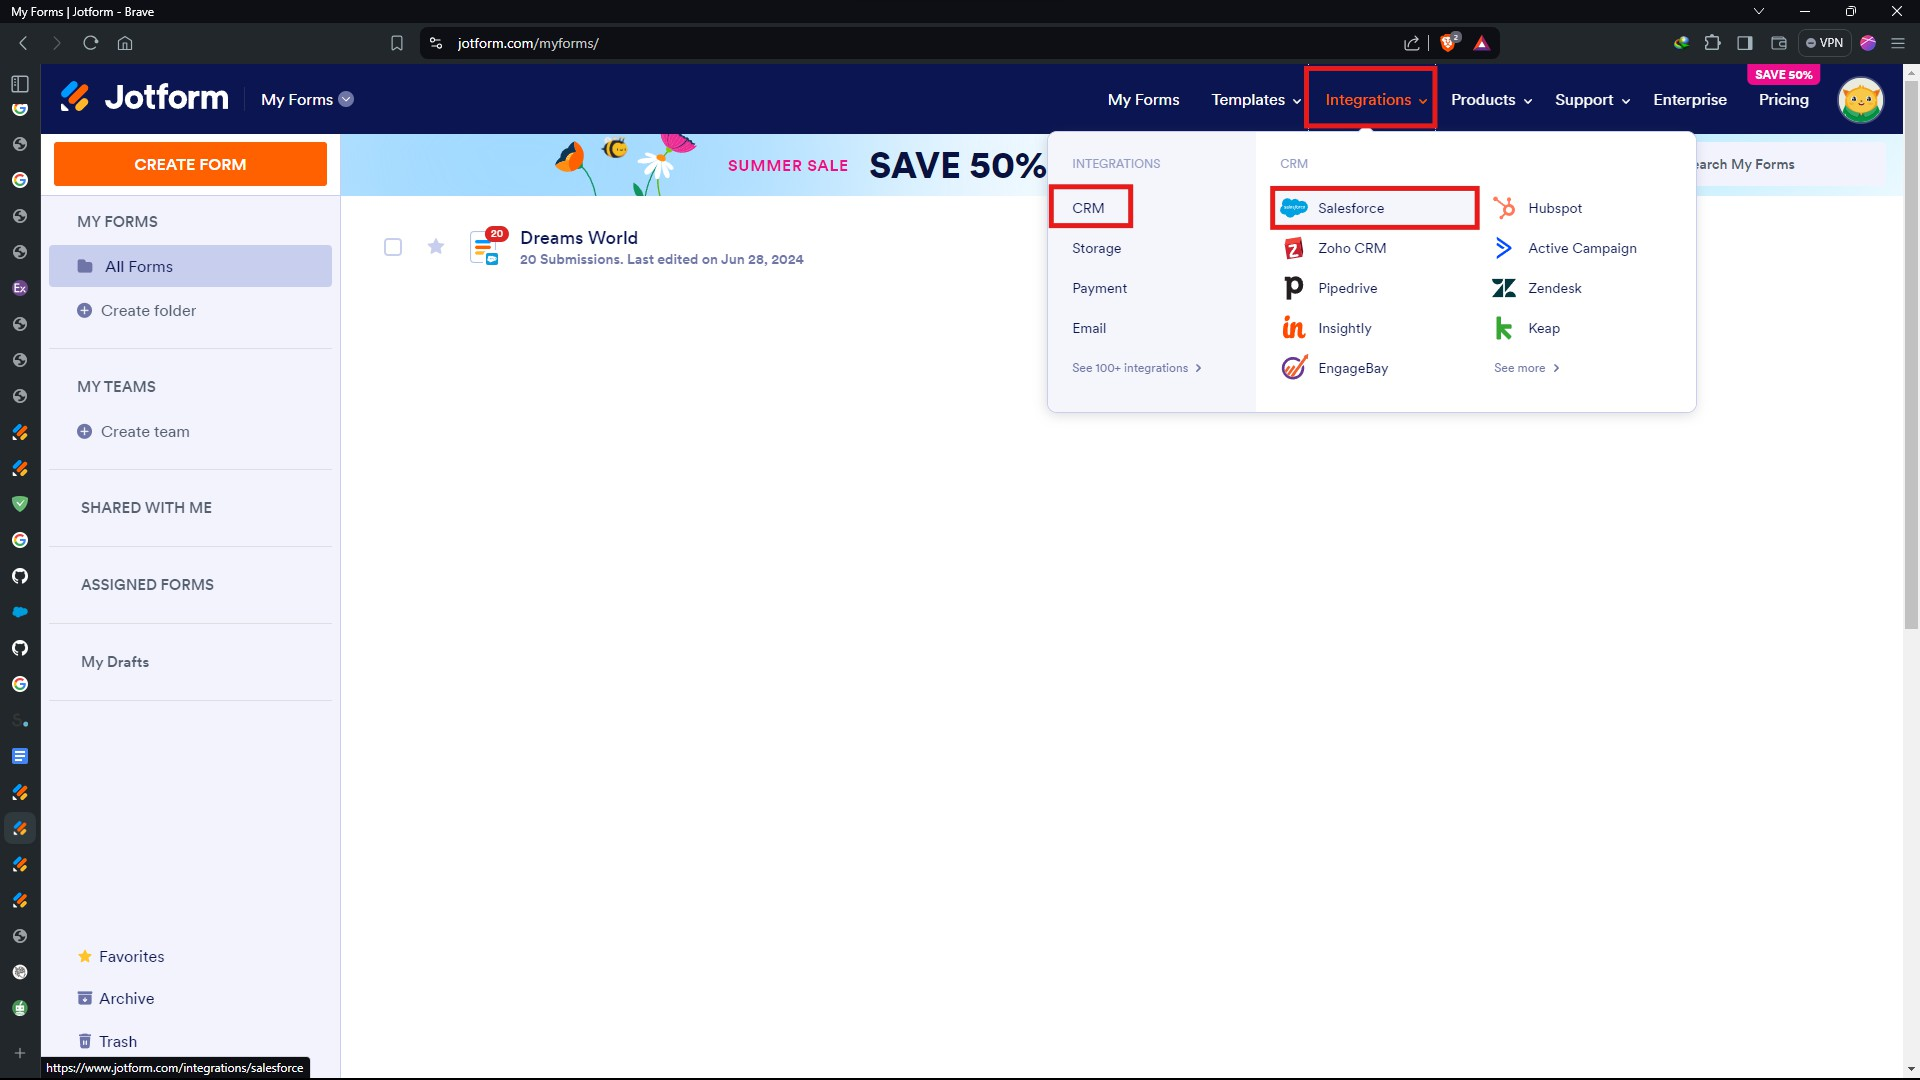 My Forms | Jotform - Brave
jotform.com/myforms/
2
VPN
Jotform
My Forms
My Forms
Templates
Integrations
Products
Support
Enterprise
SAVE 50%
Pricing
CREATE FORM
SUMMER SALE
SAVE 50%
earch My Forms
MY FORMS
All Forms
Create folder
MY TEAMS
Create team
SHARED WITH ME
ASSIGNED FORMS
My Drafts
Favorites
Archive
Trash
20
Dreams World
20 Submissions. Last edited on Jun 28, 2024
INTEGRATIONS
CRM
Storage
Payment
Email
See 100+ integrations
CRM
Salesforce
Hubspot
Zoho CRM
Active Campaign
Pipedrive
Zendesk
Insightly
Keap
EngageBay
See more
Ex
https://www.jotform.com/integrations/salesforce